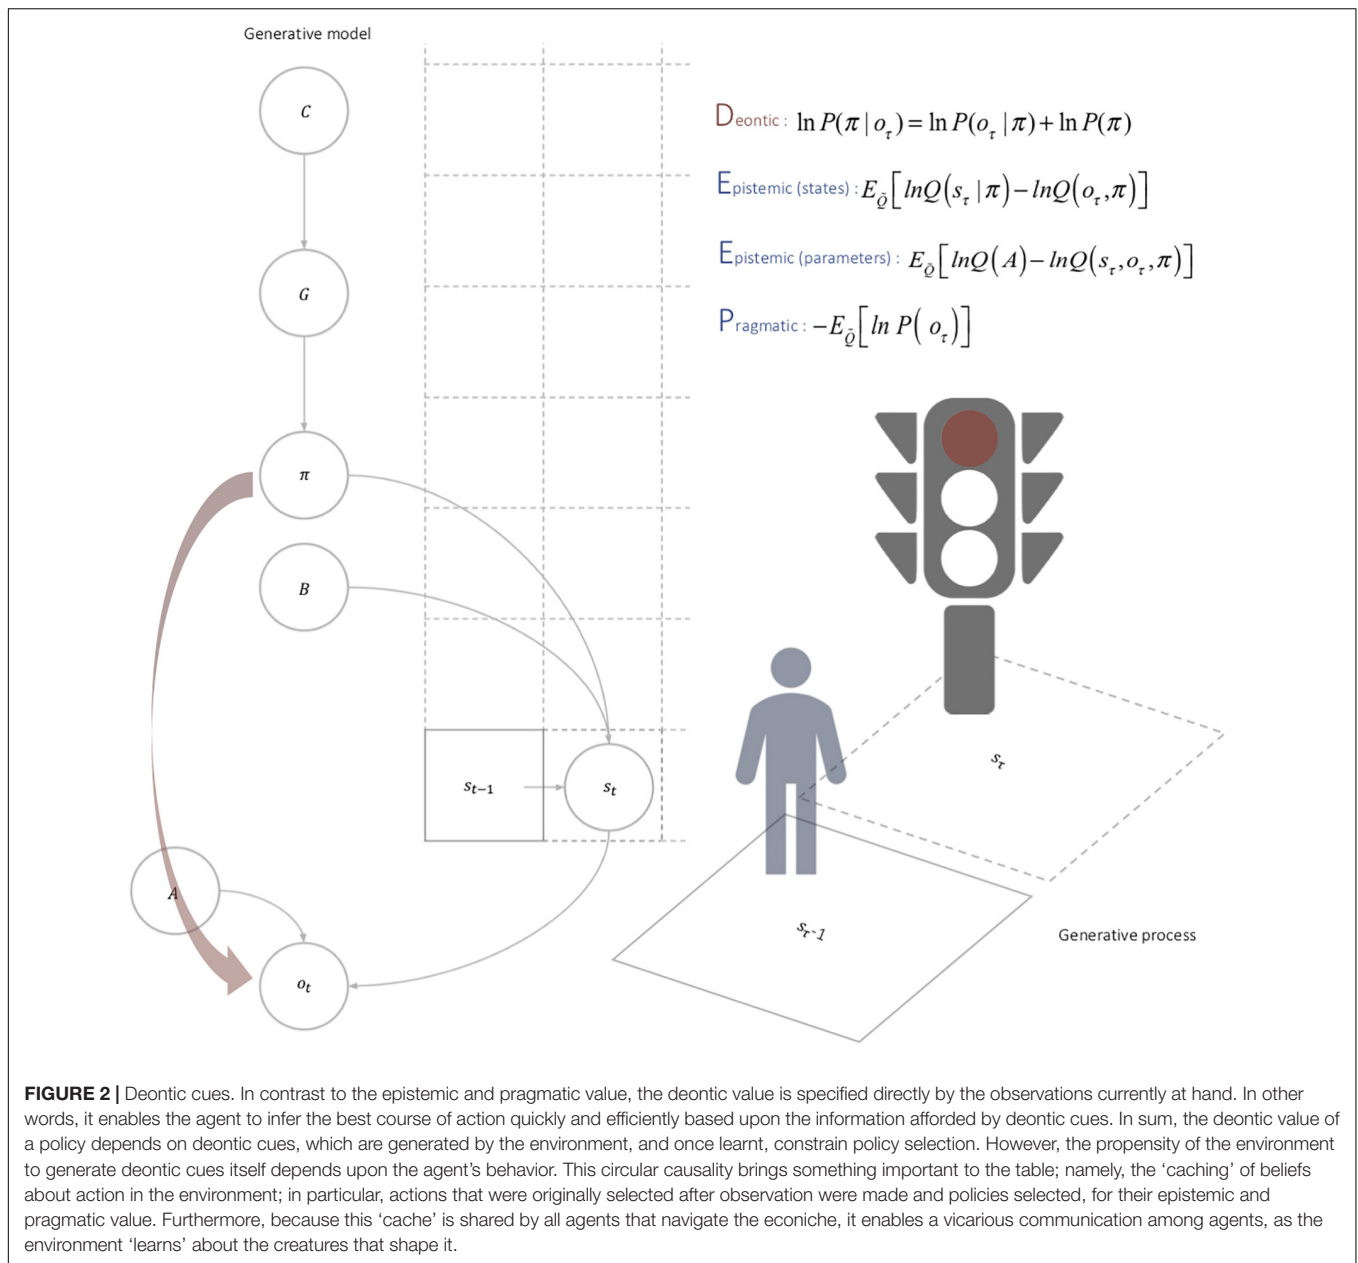 Generative model
C
G
π
B
s_{t−1}
s_t
A
o_t
Deontic : ln P(π | o_τ) = ln P(o_τ | π) + ln P(π)
Epistemic (states) : E_Q̃[lnQ(s_τ | π) − lnQ(o_τ, π)]
Epistemic (parameters) : E_Q̃[lnQ(A) − lnQ(s_τ, o_τ, π)]
Pragmatic : −E_Q̃[ln P( o_τ)]
s_τ
s_τ-1
Generative process
FIGURE 2 | Deontic cues. In contrast to the epistemic and pragmatic value, the deontic value is specified directly by the observations currently at hand. In other
words, it enables the agent to infer the best course of action quickly and efficiently based upon the information afforded by deontic cues. In sum, the deontic value of
a policy depends on deontic cues, which are generated by the environment, and once learnt, constrain policy selection. However, the propensity of the environment
to generate deontic cues itself depends upon the agent's behavior. This circular causality brings something important to the table; namely, the 'caching' of beliefs
about action in the environment; in particular, actions that were originally selected after observation were made and policies selected, for their epistemic and
pragmatic value. Furthermore, because this 'cache' is shared by all agents that navigate the econiche, it enables a vicarious communication among agents, as the
environment 'learns' about the creatures that shape it.